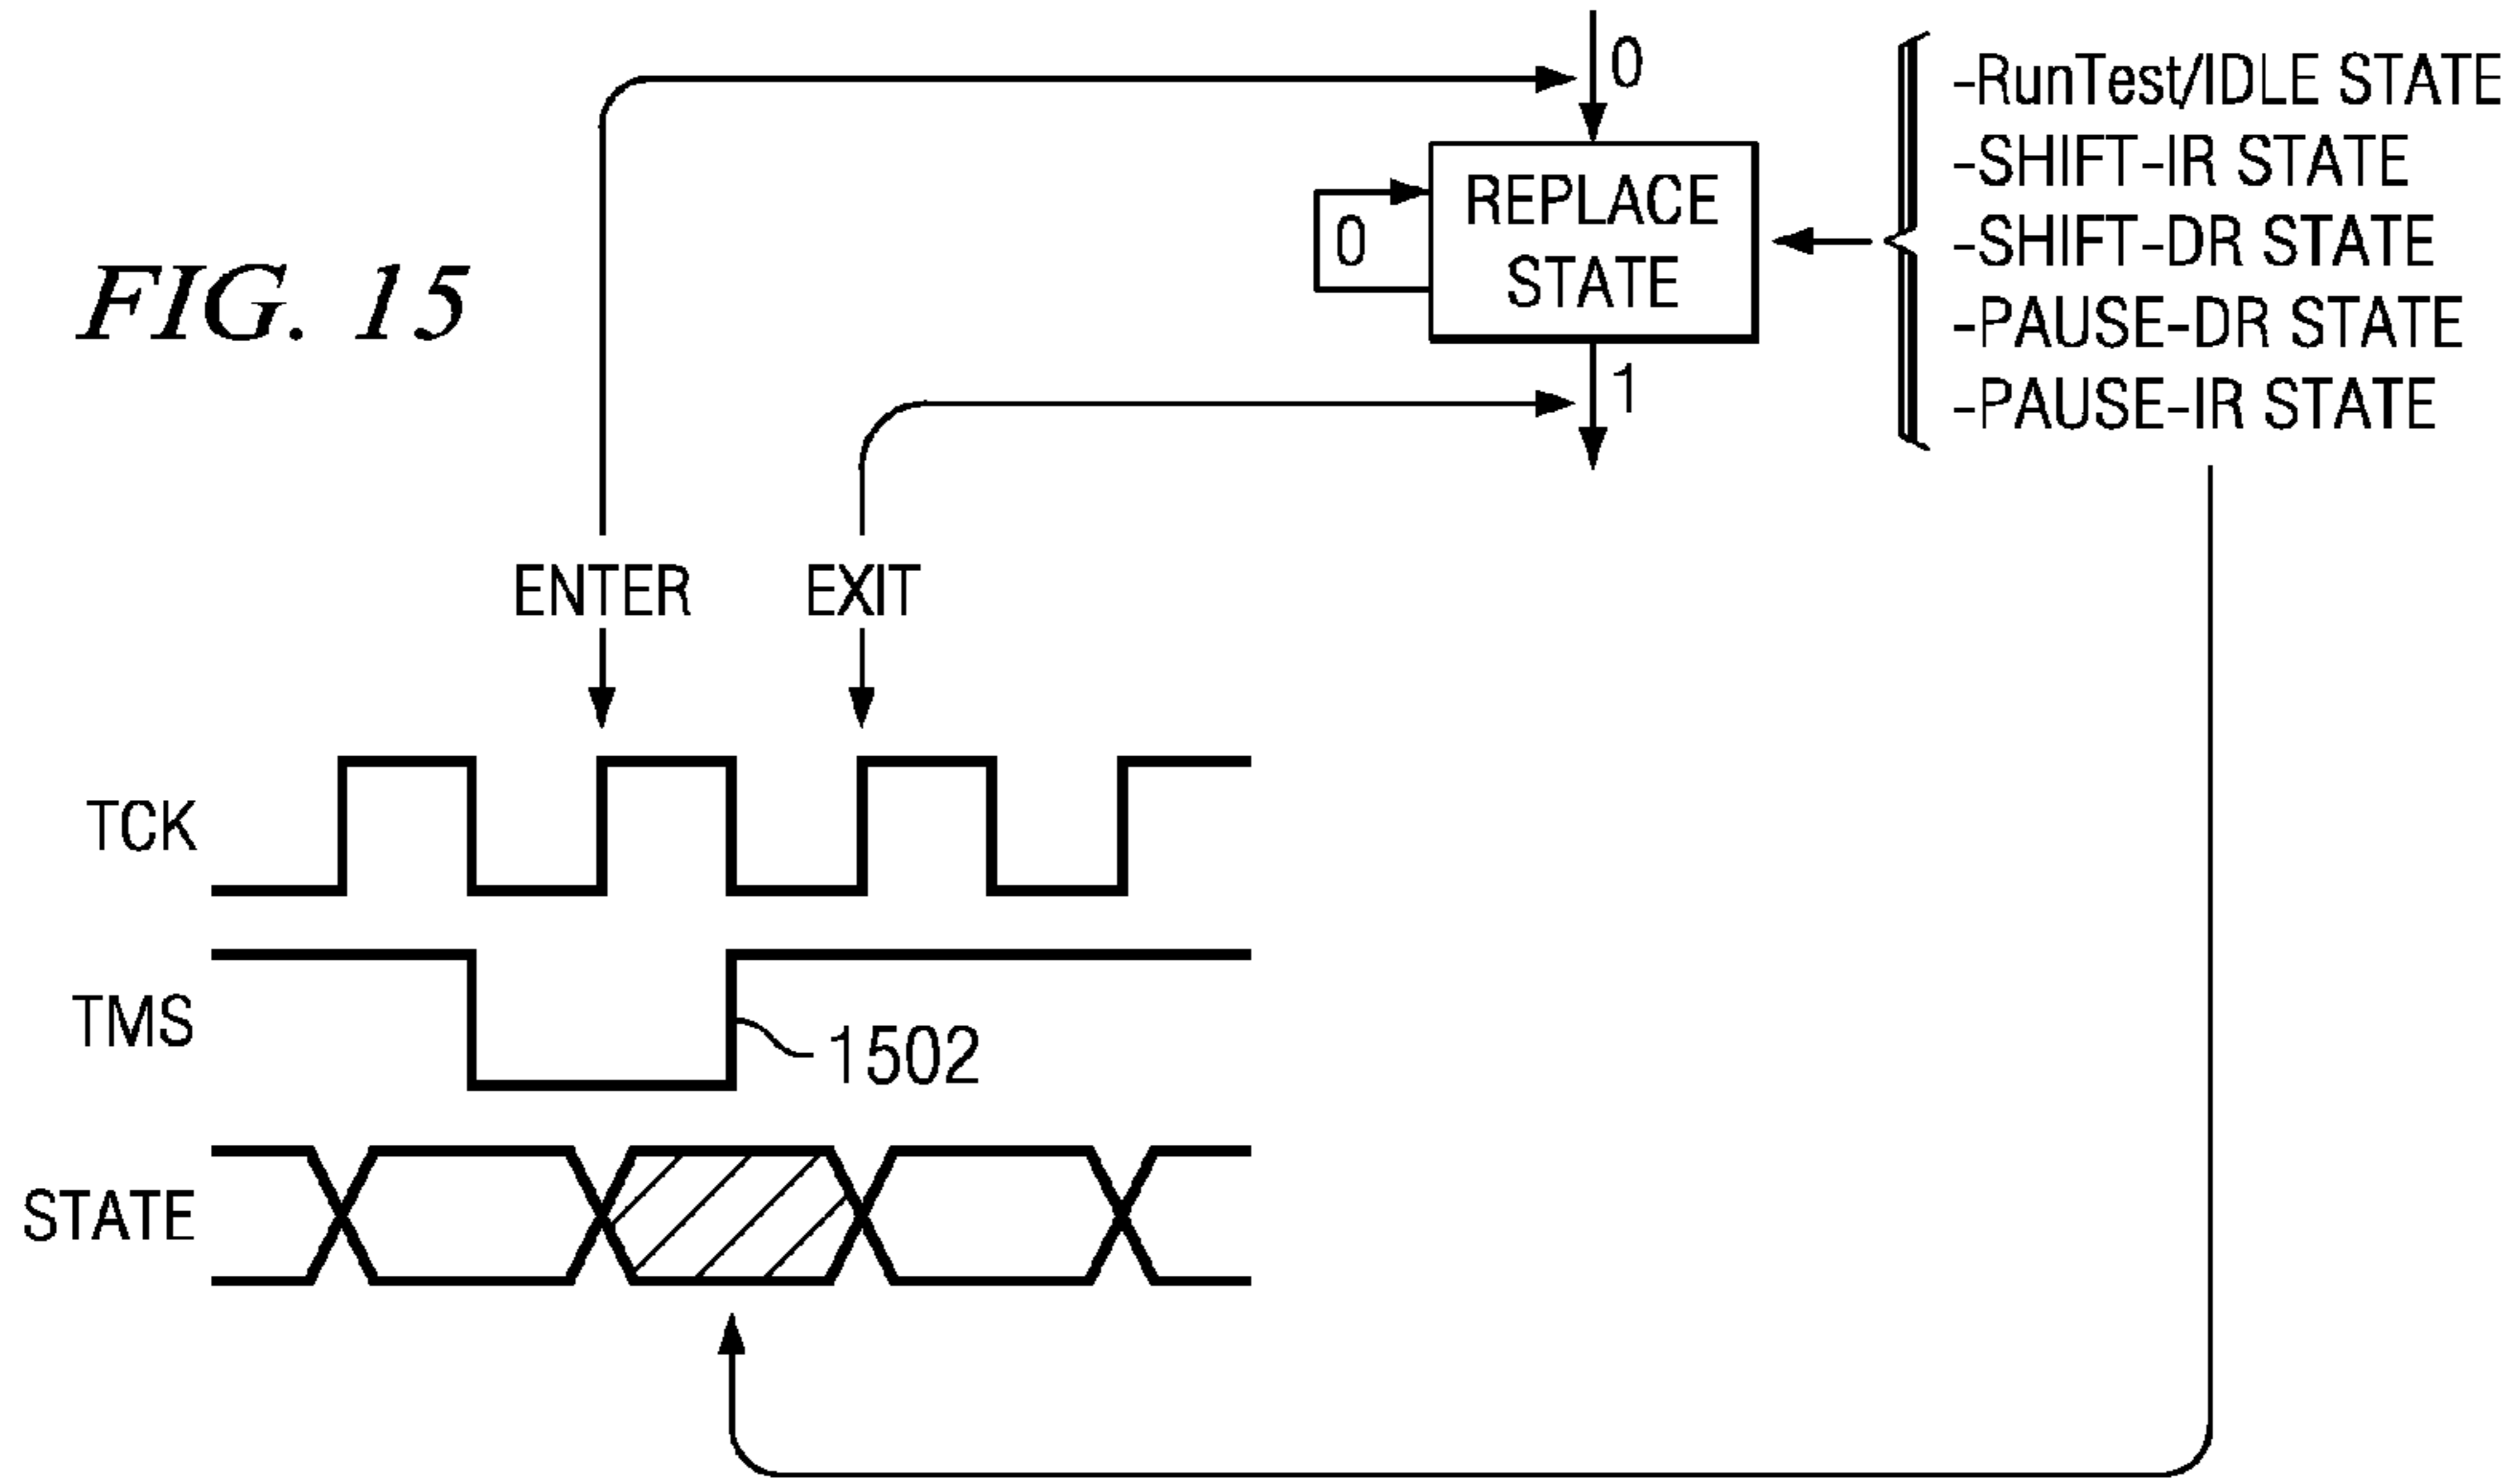 FIG. 15
0
REPLACE
STATE
0
1
-RunTest/IDLE STATE
-SHIFT-IR STATE
-SHIFT-DR STATE
-PAUSE-DR STATE
-PAUSE-IR STATE
ENTER
EXIT
TCK
TMS
1502
STATE